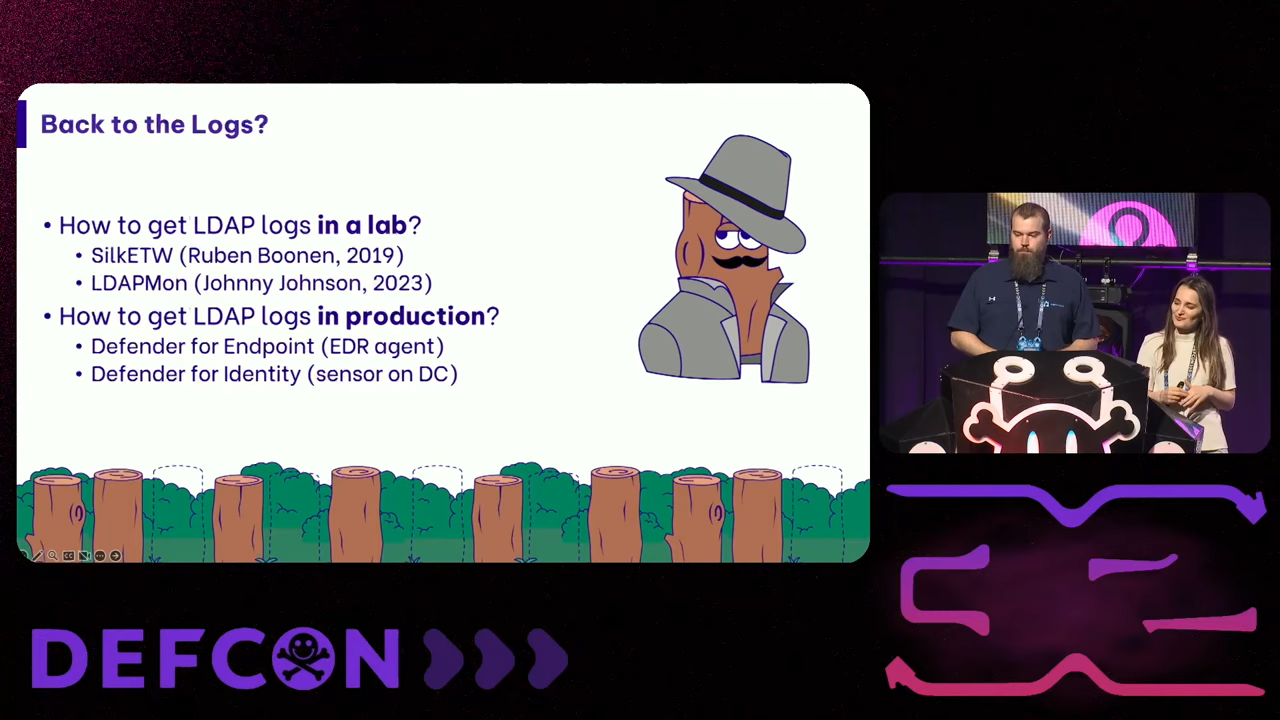 Back to the Logs?
• How to get LDAP logs in a lab?
• SilkETW (Ruben Boonen, 2019)
• LDAPMon (Johnny Johnson, 2023)
• How to get LDAP logs in production?
• Defender for Endpoint (EDR agent)
• Defender for Identity (sensor on DC)
DEFCON